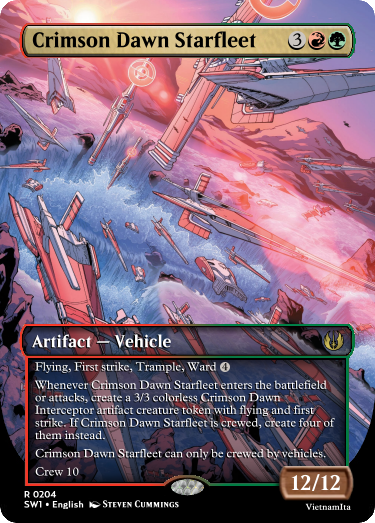 Crimson Dawn Starfleet 3
Artifact — Vehicle
Flying, First strike, Trample, Ward 4
Whenever Crimson Dawn Starfleet enters the battlefield
or attacks, create a 3/3 colorless Crimson Dawn
Interceptor artifact creature token with flying and first
strike. If Crimson Dawn Starfleet is crewed, create four of
them instead.
Crimson Dawn Starfleet can only be crewed by vehicles.
Crew 10
12/12
R 0204
SW1 • English STEVEN CUMMINGS
VietnamIta